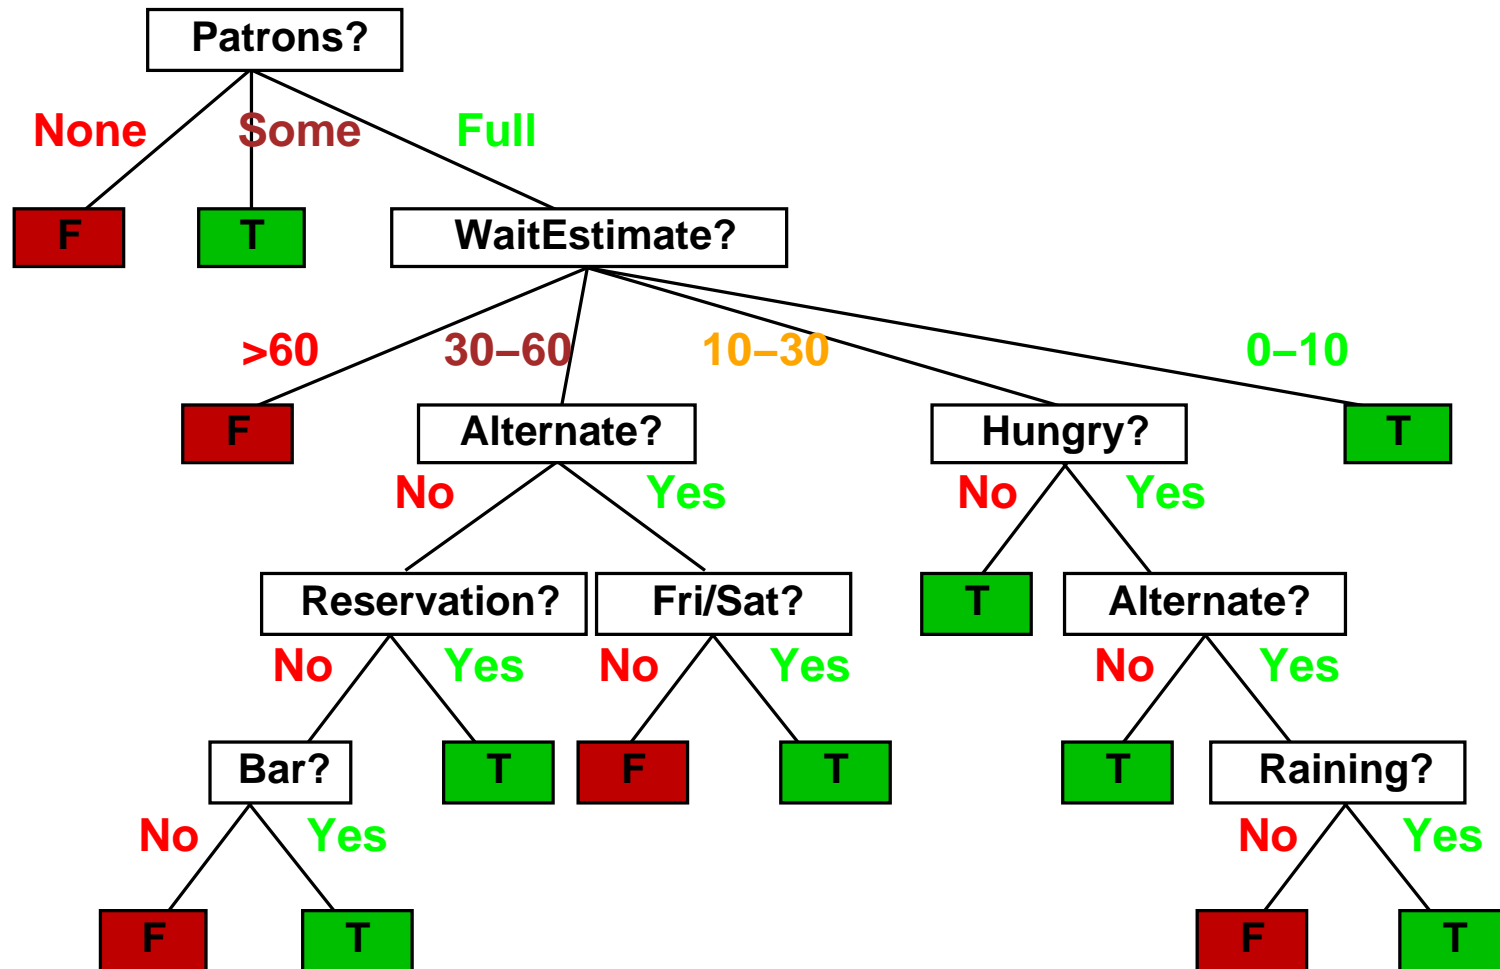 Patrons?
None Some Full
F T WaitEstimate?
>60 30–60 10–30 0–10
F Alternate? Hungry? T
No Yes No Yes
Reservation? Fri/Sat? T Alternate?
No Yes No Yes No Yes
Bar? T F T T Raining?
No Yes No Yes
F T F T